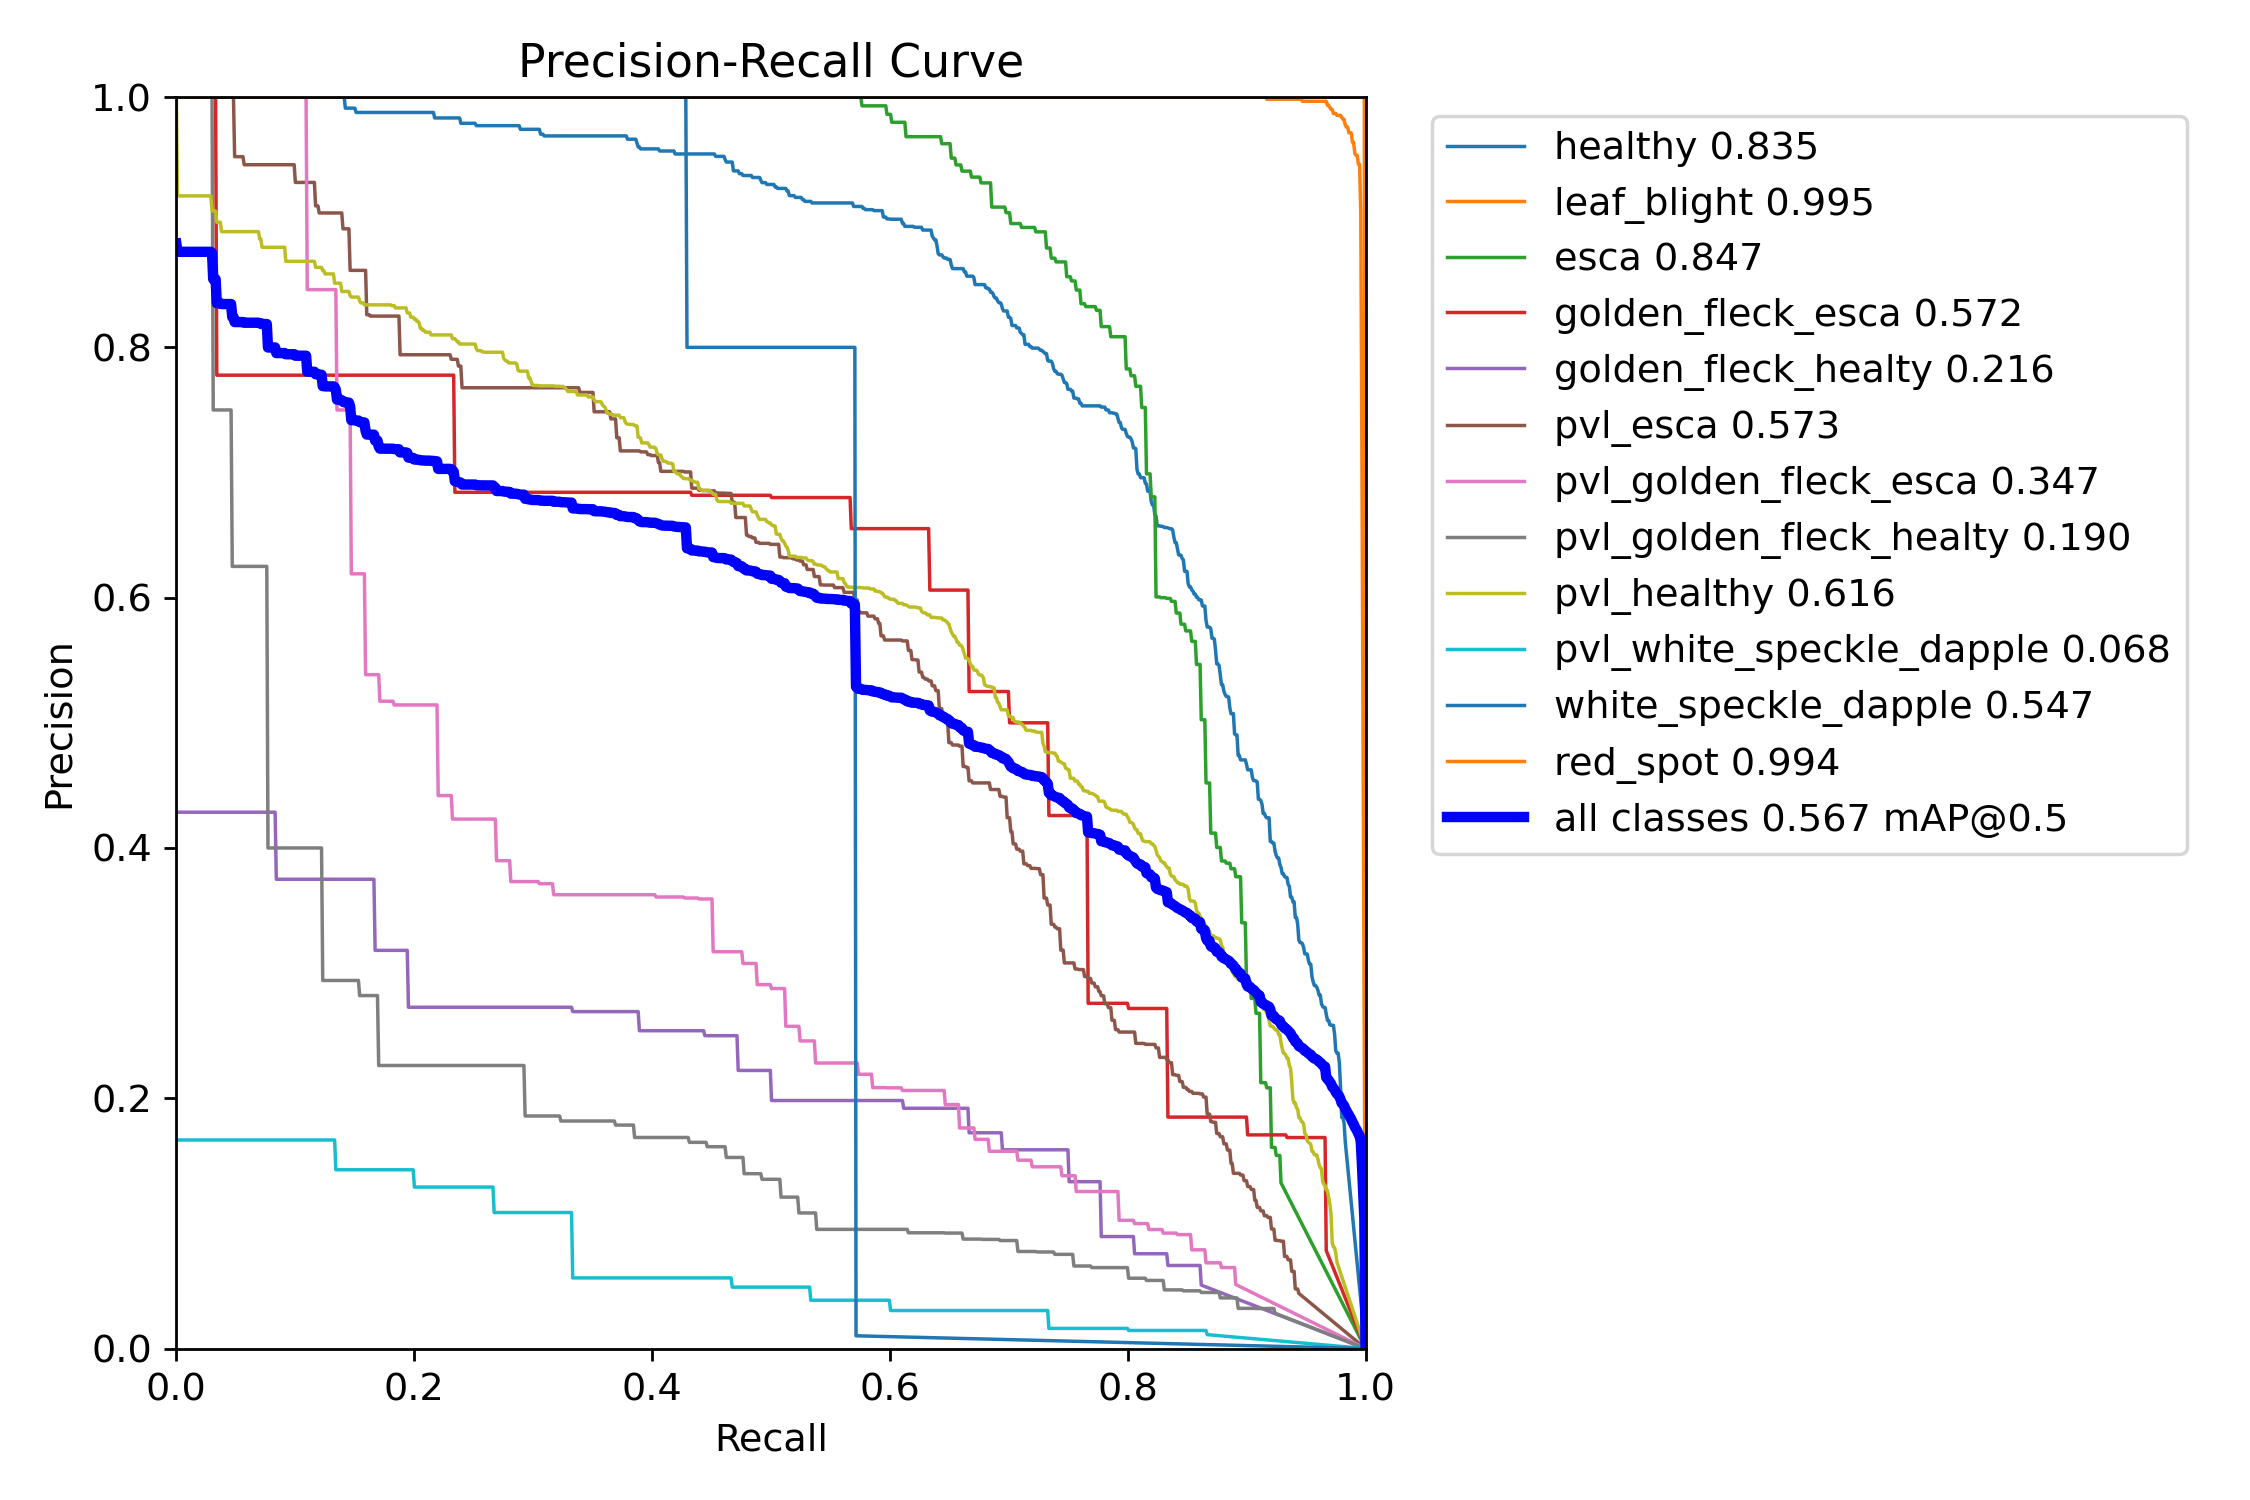 Precision-Recall Curve
1.0
0.8
0.6
0.4
0.2
0.0
Precision
0.0 0.2 0.4 0.6 0.8 1.0
Recall
healthy 0.835
leaf_blight 0.995
esca 0.847
golden_fleck_esca 0.572
golden_fleck_healty 0.216
pvl_esca 0.573
pvl_golden_fleck_esca 0.347
pvl_golden_fleck_healty 0.190
pvl_healthy 0.616
pvl_white_speckle_dapple 0.068
white_speckle_dapple 0.547
red_spot 0.994
all classes 0.567 mAP@0.5